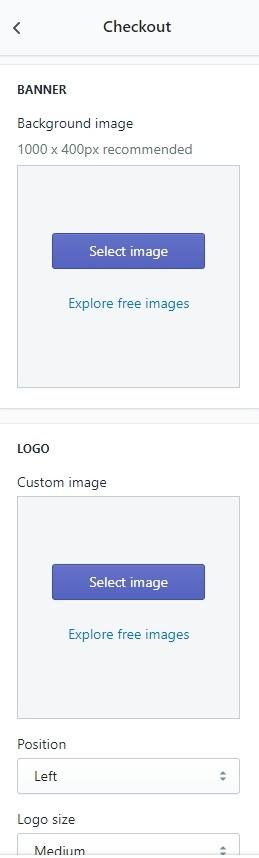 Checkout
BANNER
Background image
1000 x 400px recommended
Select image
Explore free images
LOGO
Custom image
Select image
Explore free images
Position
Left
Logo size
Medium